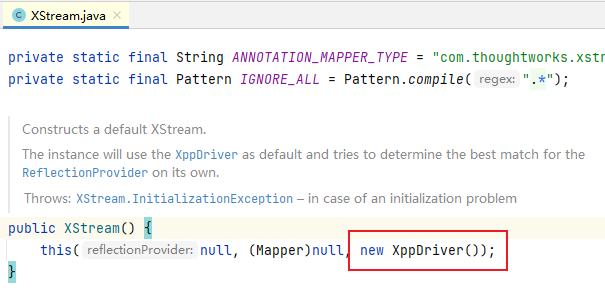 XStream.java
private static final String ANNOTATION_MAPPER_TYPE = "com.thoughtworks.xstr
private static final Pattern IGNORE_ALL = Pattern.compile( regex: ".*");
Constructs a default XStream.
The instance will use the XppDriver as default and tries to determine the best match for the
ReflectionProvider on its own.
Throws: XStream.InitializationException – in case of an initialization problem
public XStream() {
this( reflectionProvider: null, (Mapper)null, new XppDriver());
}